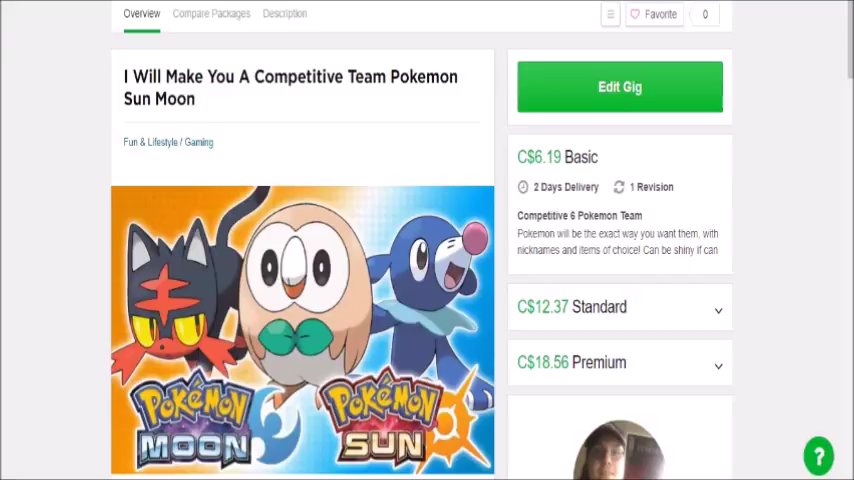 Overview Compare Packages Description
Favorite 0
I Will Make You A Competitive Team Pokemon
Sun Moon
Fun & Lifestyle / Gaming
Edit Gig
C$6.19 Basic
2 Days Delivery 1 Revision
Competitive 6 Pokemon Team
Pokemon will be the exact way you want them, with
nicknames and items of choice! Can be shiny if can
C$12.37 Standard
C$18.56 Premium
POKéMON
MOON
POKéMON
SUN
?